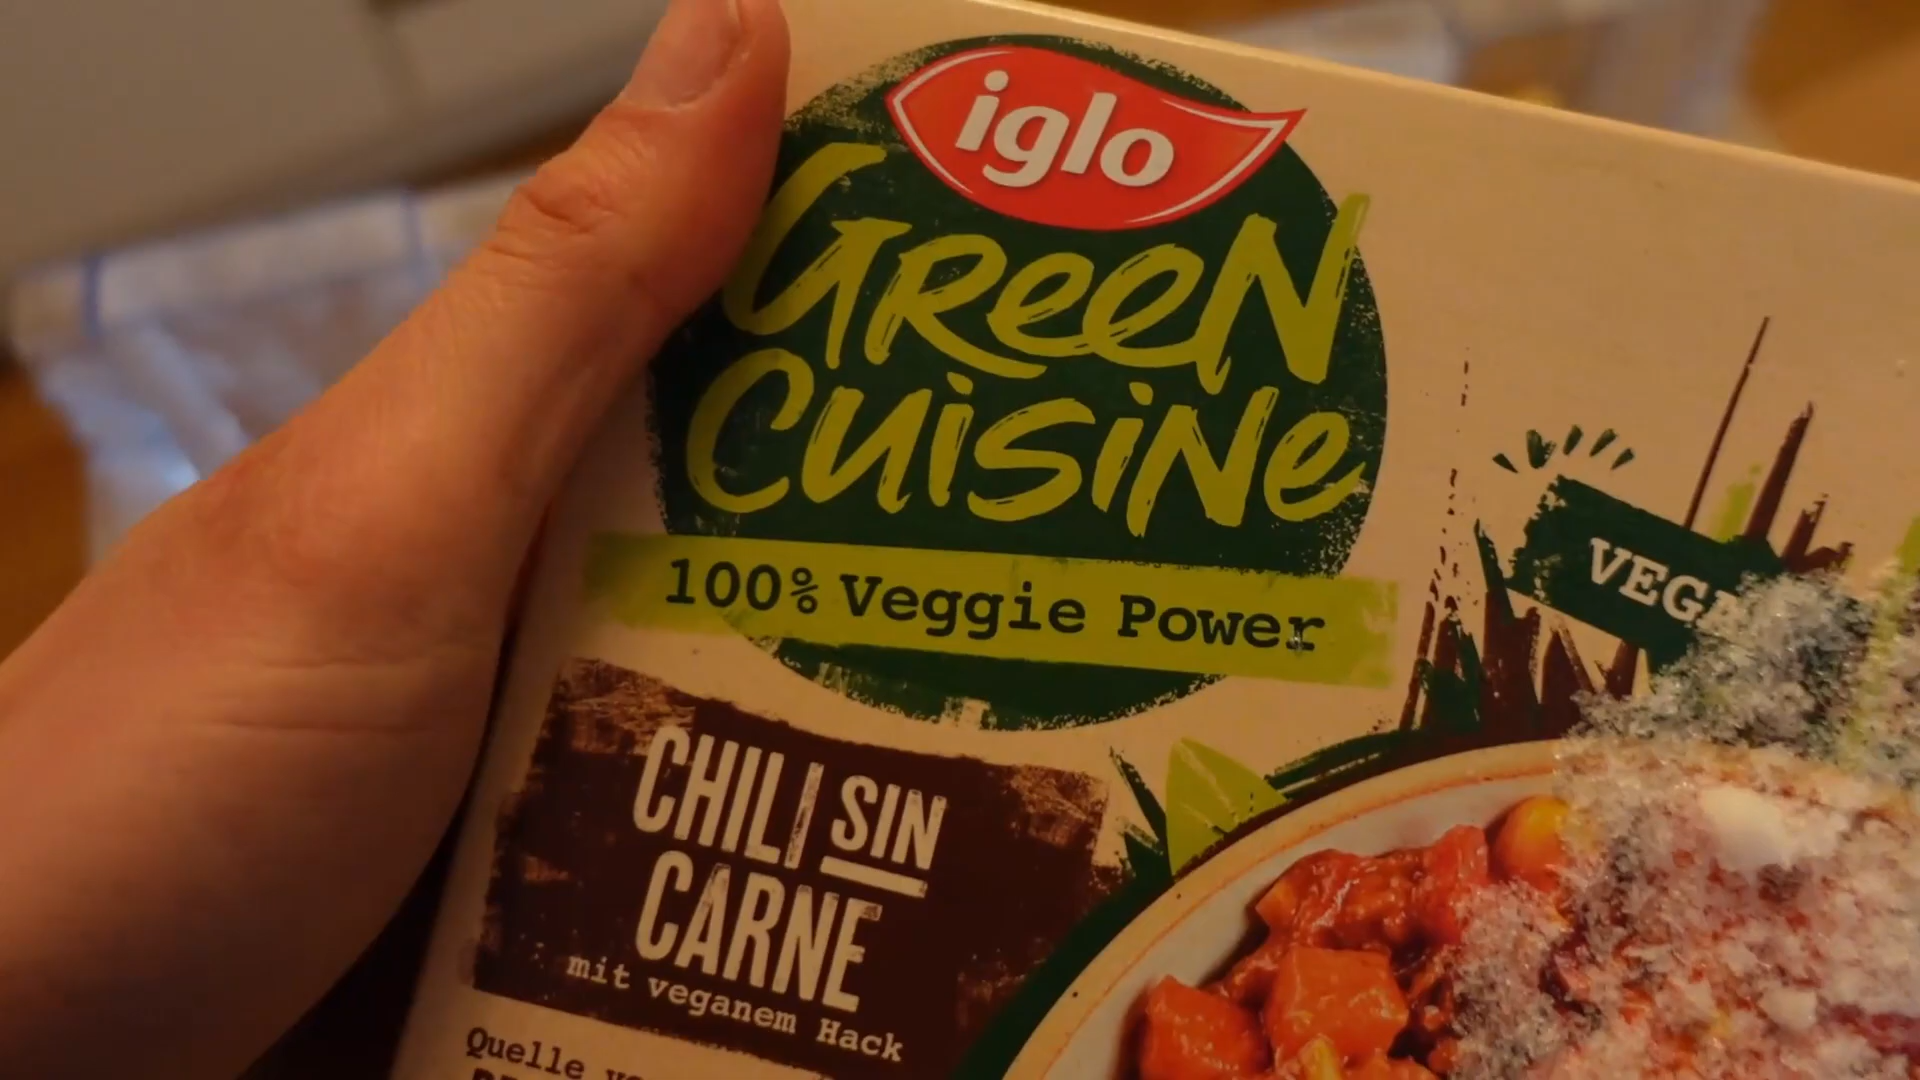 iglo
GReeN
CUiSiNe
100% Veggie Power
CHILI SIN
CARNE
mit veganem Hack
Quelle